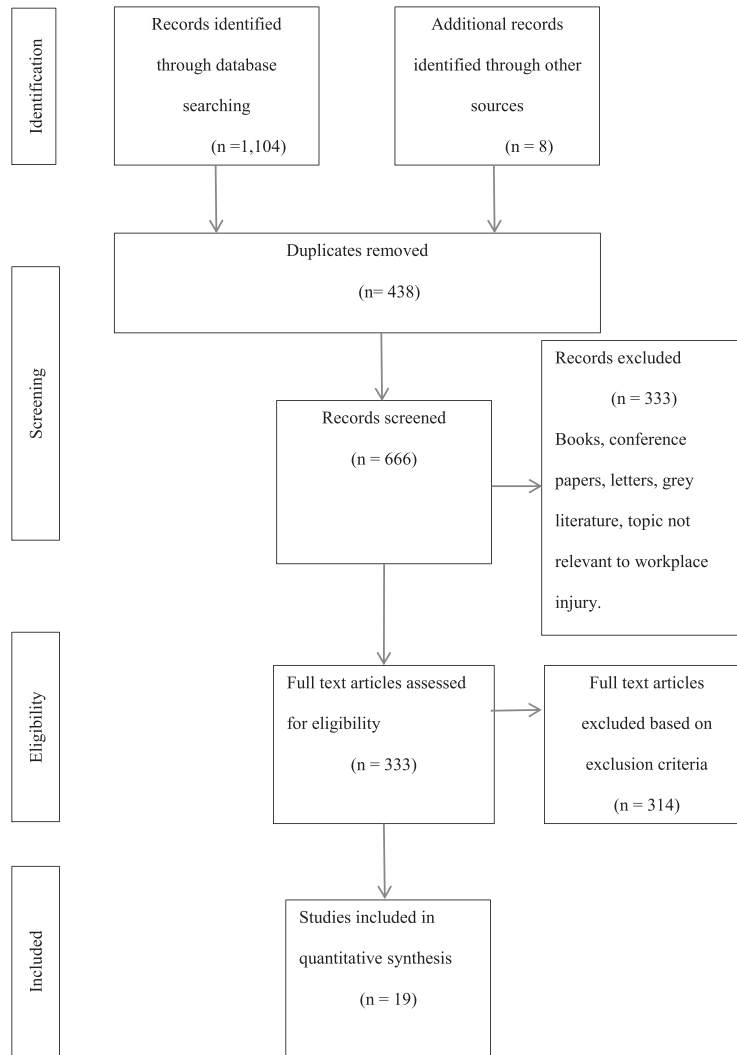 Identification
Records identified
through database
searching
(n =1,104)
Additional records
identified through other
sources
(n = 8)
Duplicates removed
(n= 438)
Screening
Records screened
(n = 666)
Records excluded
(n = 333)
Books, conference
papers, letters, grey
literature, topic not
relevant to workplace
injury.
Eligibility
Full text articles assessed
for eligibility
(n = 333)
Full text articles
excluded based on
exclusion criteria
(n = 314)
Included
Studies included in
quantitative synthesis
(n = 19)